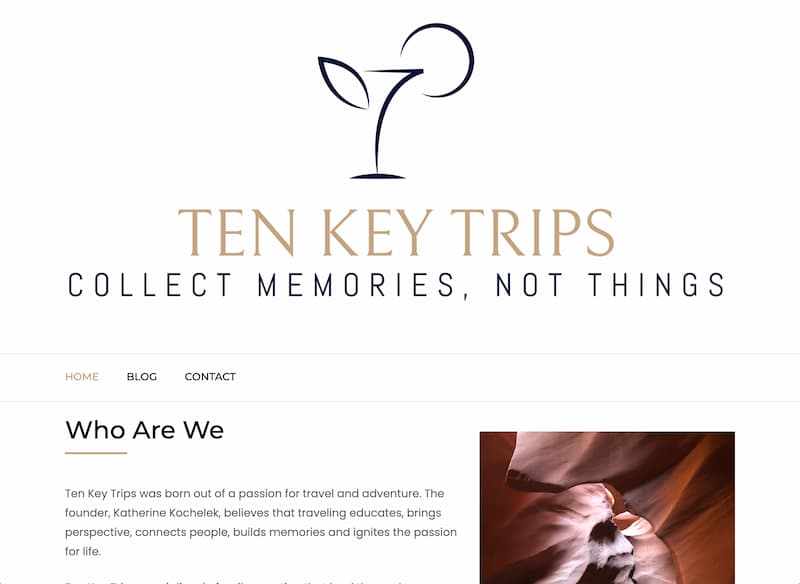 TEN KEY TRIPS
COLLECT MEMORIES, NOT THINGS
HOME BLOG CONTACT
Who Are We
Ten Key Trips was born out of a passion for travel and adventure. The
founder, Katherine Kochelek, believes that traveling educates, brings
perspective, connects people, builds memories and ignites the passion
for life.